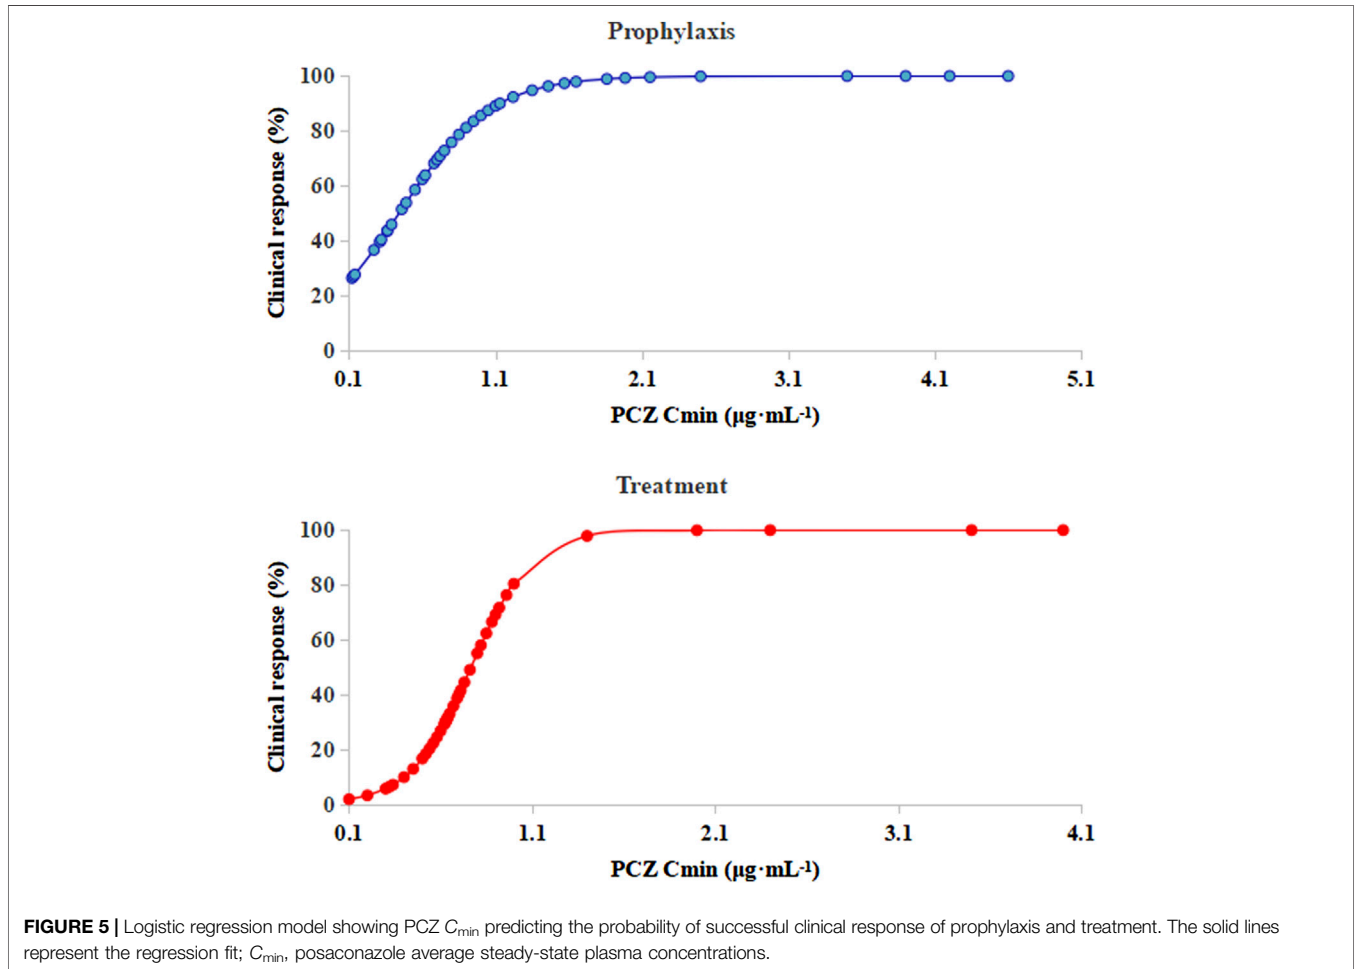 Prophylaxis
100
80
60
40
20
0
Clinical response (%)
0.1 1.1 2.1 3.1 4.1 5.1
PCZ Cmin (µg·mL-1)
Treatment
100
80
60
40
20
0
Clinical response (%)
0.1 1.1 2.1 3.1 4.1
PCZ Cmin (µg·mL-1)
FIGURE 5 | Logistic regression model showing PCZ Cmin predicting the probability of successful clinical response of prophylaxis and treatment. The solid lines
represent the regression fit; Cmin, posaconazole average steady-state plasma concentrations.